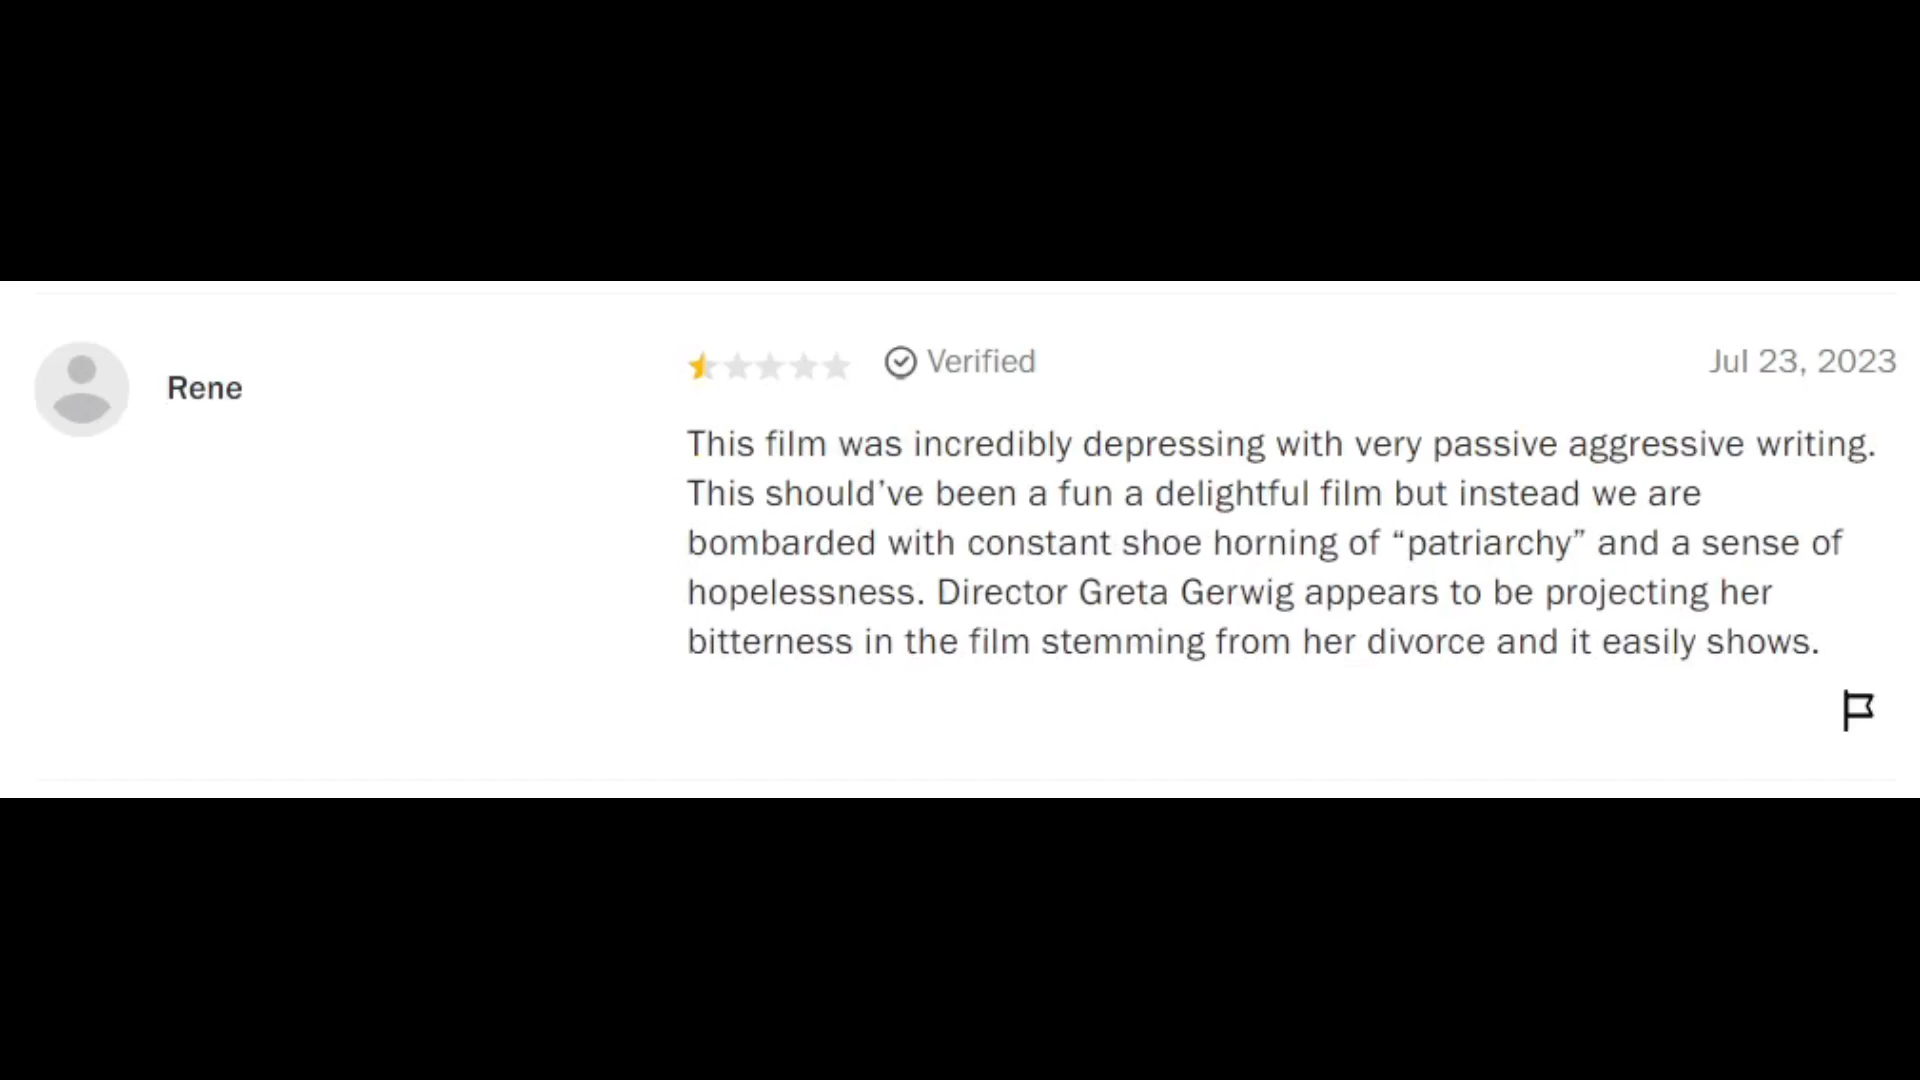 Rene
Verified
Jul 23, 2023
This film was incredibly depressing with very passive aggressive writing.
This should’ve been a fun a delightful film but instead we are
bombarded with constant shoe horning of “patriarchy” and a sense of
hopelessness. Director Greta Gerwig appears to be projecting her
bitterness in the film stemming from her divorce and it easily shows.